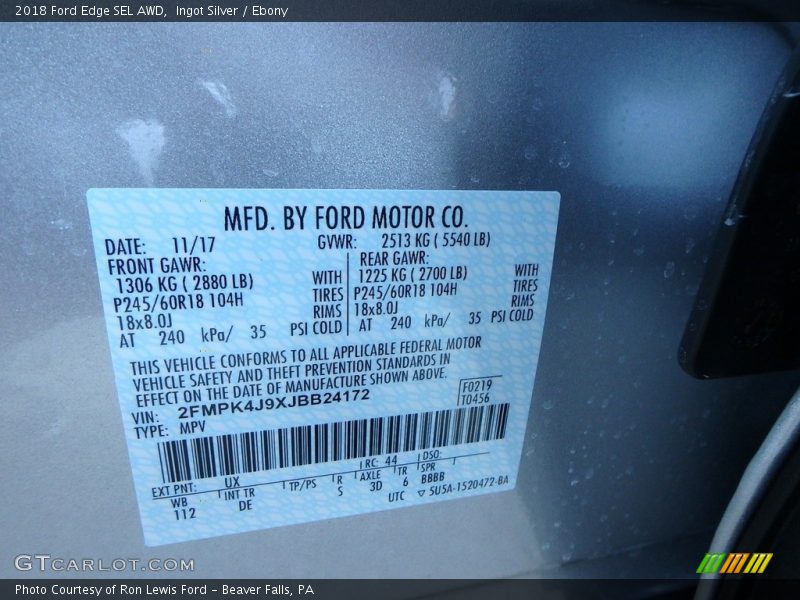 2018 Ford Edge SEL AWD, Ingot Silver / Ebony
MFD. BY FORD MOTOR CO.
DATE: 11/17 GVWR: 2513 KG ( 5540 LB)
FRONT GAWR: REAR GAWR:
1306 KG ( 2880 LB) WITH 1225 KG ( 2700 LB) WITH
P245/60R18 104H TIRES P245/60R18 104H TIRES
18x8.0J RIMS 18x8.0J RIMS
AT 240 kPa/ 35 PSI COLD AT 240 kPa/ 35 PSI COLD
THIS VEHICLE CONFORMS TO ALL APPLICABLE FEDERAL MOTOR
VEHICLE SAFETY AND THEFT PREVENTION STANDARDS IN
EFFECT ON THE DATE OF MANUFACTURE SHOWN ABOVE.
VIN: 2FMPK4J9XJBB24172 F0219
TYPE: MPV T0456
EXT PNT: UX RC: 44 DSO:
WB INT TR TP/PS R AXLE TR SPR
112 DE S 3D 6 BBBB
UTC ▽ 5U5A-1520472-BA
GTCARLOT.COM
Photo Courtesy of Ron Lewis Ford – Beaver Falls, PA